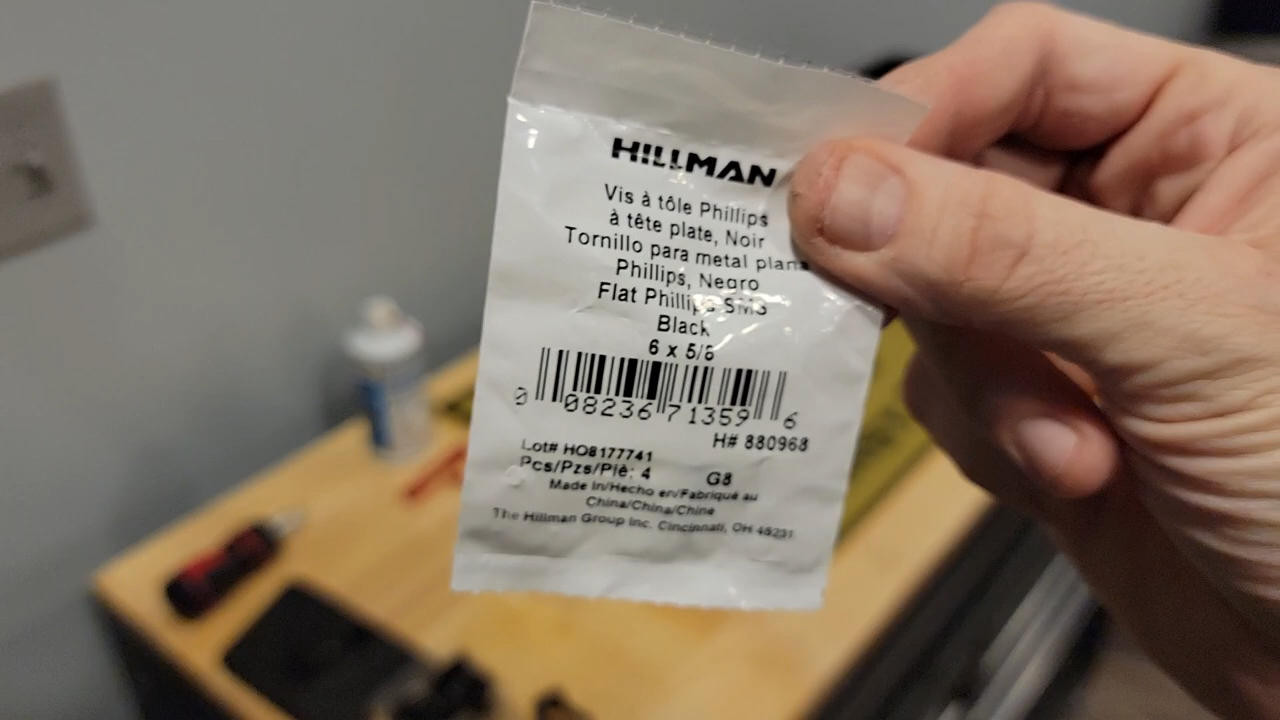 HILLMAN
Vis à tôle Phillips
à tête plate, Noir
Tornillo para metal plana
Phillips, Negro
Flat Phillips SMS
Black
6 x 5/8
0 08236 71359 6
H# 880968
Lot# HO8177741
Pcs/Pzs/Piè: 4 G8
Made In/Hecho en/Fabriqué au
China/China/Chine
The Hillman Group Inc. Cincinnati, OH 45231